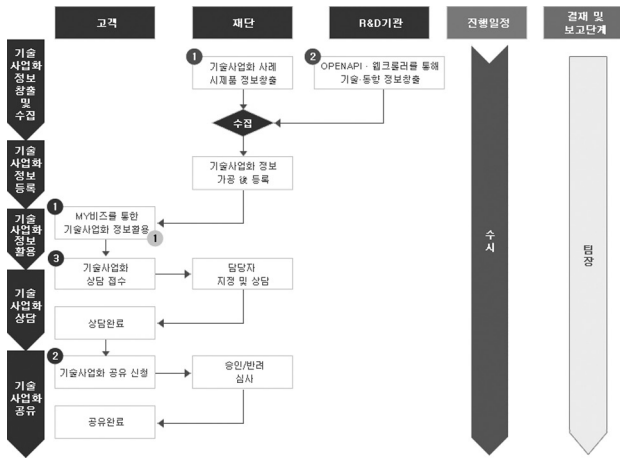 고객
재단
R&D기관
진행일정
결재 및
보고단계
기술
사업화
정보
창출
및
수집
1
기술사업화 사례
시제품 정보창출
2
OPENAPI · 웹크롤러를 통해
기술·동향 정보창출
수집
기술
사업화
정보
등록
기술사업화 정보
가공 後 등록
기술
사업화
정보
활용
1
MY비즈를 통한
기술사업화 정보활용
1
수시
팀장
기술
사업화
상담
3
기술사업화
상담 접수
담당자
지정 및 상담
상담완료
기술
사업화
공유
2
기술사업화 공유 신청
승인/반려
심사
공유완료